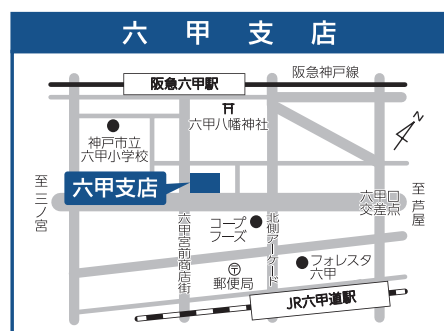 六甲支店
阪急神戸線
阪急六甲駅
六甲八幡神社
N
神戸市立
六甲小学校
至三ノ宮
六甲支店
六甲口
交差点
至芦屋
六甲宮前商店街
コープ
フーズ
北側アーケード
フォレスタ
六甲
郵便局
JR六甲道駅